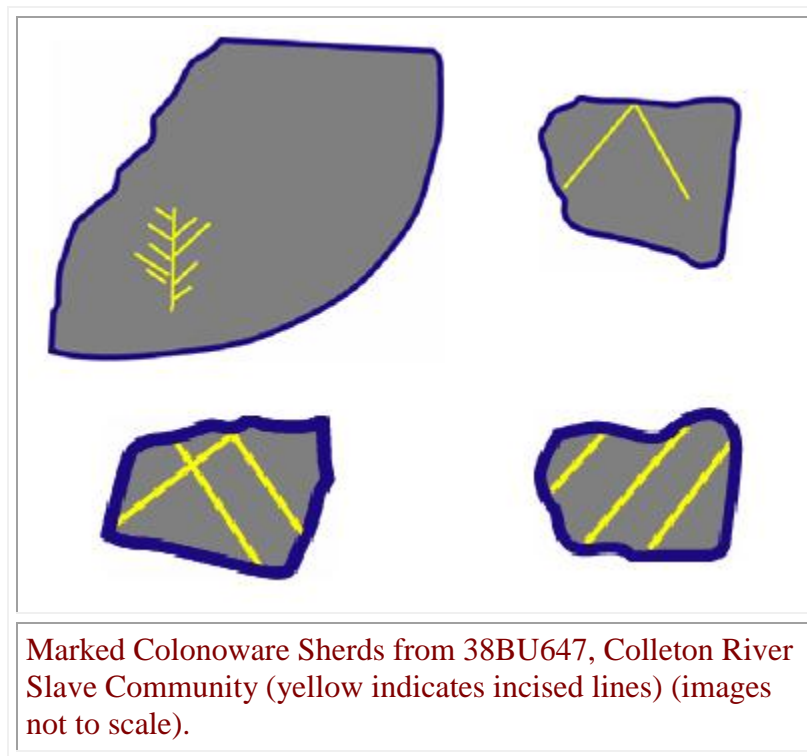 Marked Colonoware Sherds from 38BU647, Colleton River
Slave Community (yellow indicates incised lines) (images
not to scale).